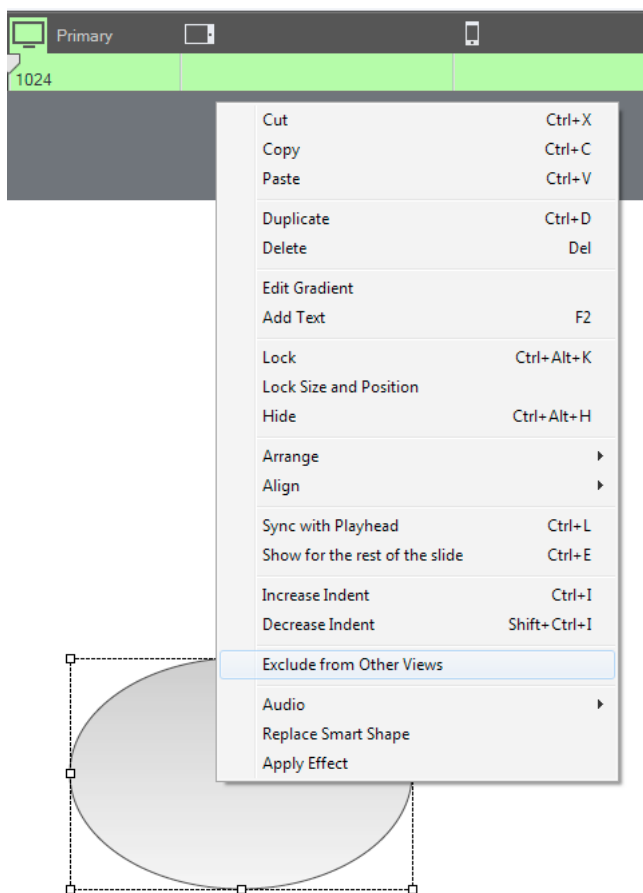 Primary
1024
Cut Ctrl+X
Copy Ctrl+C
Paste Ctrl+V
Duplicate Ctrl+D
Delete Del
Edit Gradient
Add Text F2
Lock Ctrl+Alt+K
Lock Size and Position
Hide Ctrl+Alt+H
Arrange
Align
Sync with Playhead Ctrl+L
Show for the rest of the slide Ctrl+E
Increase Indent Ctrl+I
Decrease Indent Shift+Ctrl+I
Exclude from Other Views
Audio
Replace Smart Shape
Apply Effect